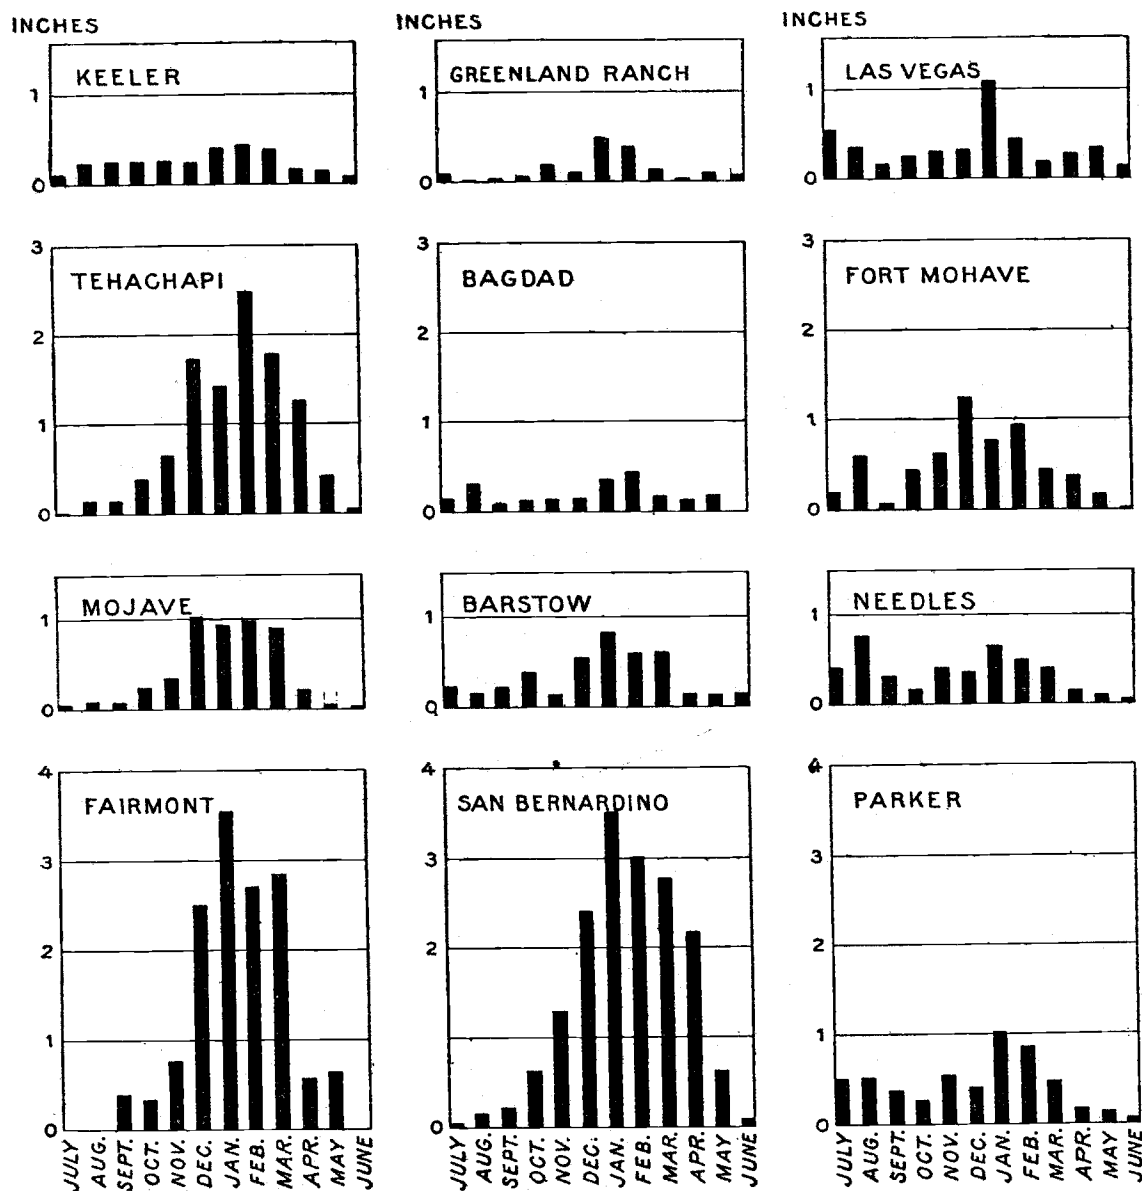 INCHES INCHES INCHES
KEELER GREENLAND RANCH LAS VEGAS
1 1 1
0 0 0
3 3 3
TEHACHAPI BAGDAD FORT MOHAVE
2 2 2
1 1 1
0 0 0
MOJAVE BARSTOW NEEDLES
1 1 1
0 0 0
4 4 4
FAIRMONT SAN BERNARDINO PARKER
3 3 3
2 2 2
1 1 1
0 0 0
JULY AUG. SEPT. OCT. NOV. DEC. JAN. FEB. MAR. APR. MAY JUNE JULY AUG. SEPT. OCT. NOV. DEC. JAN. FEB. MAR. APR. MAY JUNE JULY AUG. SEPT. OCT. NOV. DEC. JAN. FEB. MAR. APR. MAY JUNE